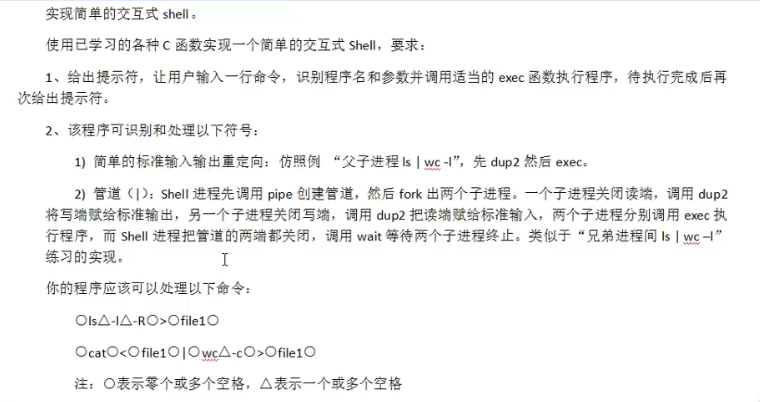 实现简单的交互式 shell。
使用已学习的各种 C 函数实现一个简单的交互式 Shell，要求：
1、给出提示符，让用户输入一行命令，识别程序名和参数并调用适当的 exec 函数执行程序，待执行完成后再
次给出提示符。
2、该程序可识别和处理以下符号：
1) 简单的标准输入输出重定向：仿照例 “父子进程 ls | wc -l”，先 dup2 然后 exec。
2) 管道（|）：Shell 进程先调用 pipe 创建管道，然后 fork 出两个子进程。一个子进程关闭读端，调用 dup2
将写端赋给标准输出，另一个子进程关闭写端，调用 dup2 把读端赋给标准输入，两个子进程分别调用 exec 执
行程序，而 Shell 进程把管道的两端都关闭，调用 wait 等待两个子进程终止。类似于“兄弟进程间 ls | wc –l”
练习的实现。
你的程序应该可以处理以下命令：
○ls△-l△-R○>○file1○
○cat○<○file1○|○wc△-c○>○file1○
注：○表示零个或多个空格，△表示一个或多个空格